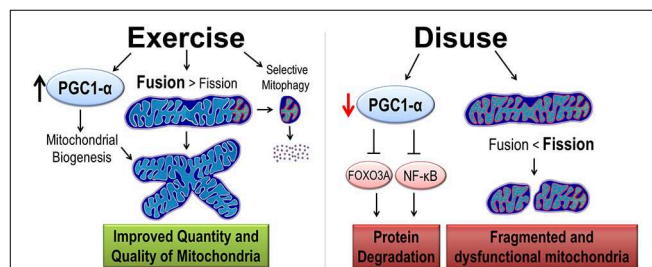 Exercise
PGC1-α
Fusion > Fission
Selective
Mitophagy
Mitochondrial
Biogenesis
Improved Quantity and
Quality of Mitochondria
Disuse
PGC1-α
FOXO3A
NF-κB
Fusion < Fission
Protein
Degradation
Fragmented and
dysfunctional mitochondria